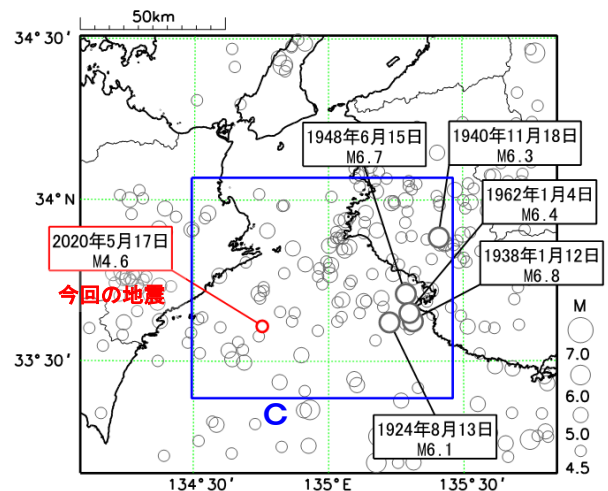 50km
34°30′
1948年6月15日
M6.7
1940年11月18日
M6.3
1962年1月4日
M6.4
34°N
2020年5月17日
M4.6
1938年1月12日
M6.8
今回の地震
M
7.0
33°30′
6.0
C
5.0
1924年8月13日
M6.1
4.5
134°30′
135°E
135°30′